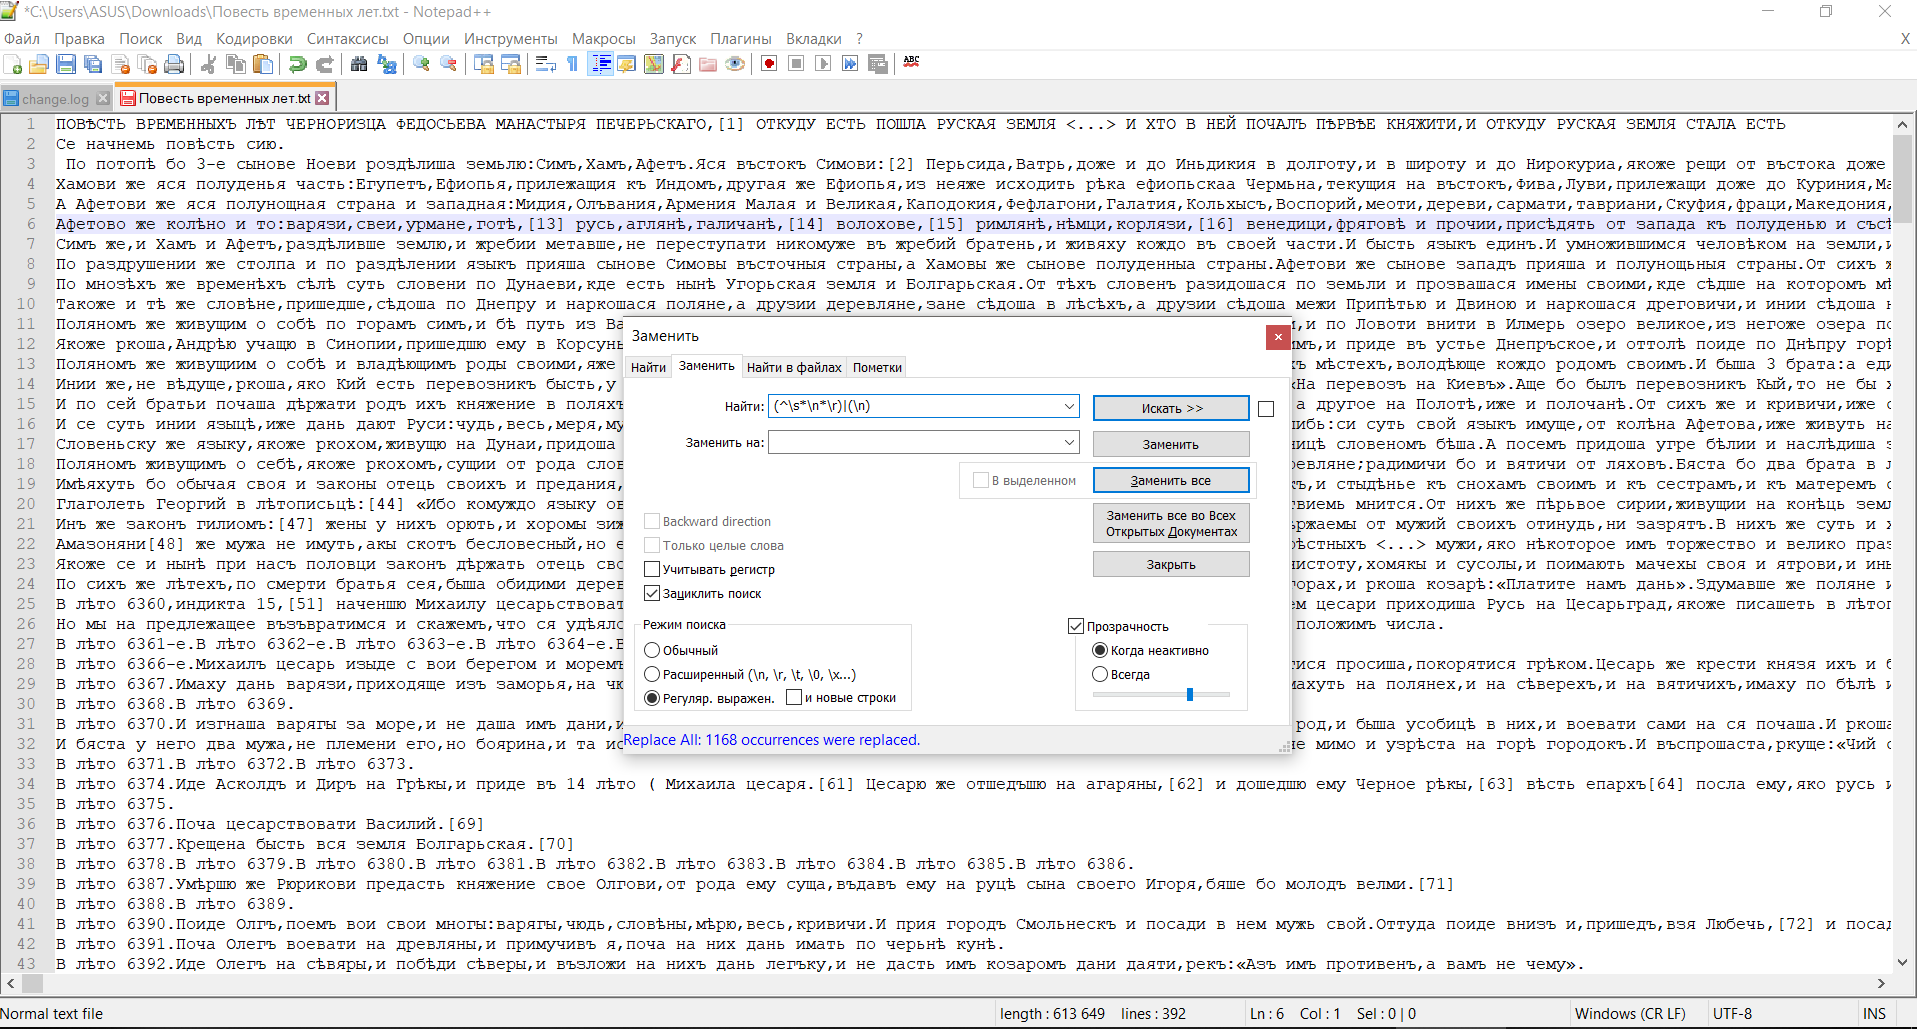 *C:\Users\ASUS\Downloads\Повесть временных лет.txt - Notepad++
Файл Правка Поиск Вид Кодировки Синтаксисы Опции Инструменты Макросы Запуск Плагины Вкладки ? X
change.log Повесть временных лет.txt
1 ПОВѢСТЬ ВРЕМЕННЫХЪ ЛѢТ ЧЕРНОРИЗЦА ФЕДОСЬЕВА МАНАСТЫРЯ ПЕЧЕРЬСКАГО,[1] ОТКУДУ ЕСТЬ ПОШЛА РУСКАЯ ЗЕМЛЯ <...> И ХТО В НЕЙ ПОЧАЛЪ ПѢРВѢЕ КНЯЖИТИ,И ОТКУДУ РУСКАЯ ЗЕМЛЯ СТАЛА ЕСТЬ
2 Се начнемь повѣсть сию.
3 По потопѣ бо 3-е сынове Ноеви роздѣлиша земьлю:Симъ,Хамъ,Афетъ.Яся въстокъ Симови:[2] Перьсида,Ватрь,доже и до Иньдикия в долготу,и в широту и до Нирокуриа,якоже рещи от въстока доже
4 Хамови же яся полуденья часть:Егупетъ,Ефиопья,прилежащия къ Индомъ,другая же Ефиопья,из неяже исходить рѣка ефиопьскаа Чермьна,текущия на въстокъ,Фива,Луви,прилежащи доже до Куриния,Ма
5 А Афетови же яся полунощная страна и западная:Мидия,Олъвания,Армения Малая и Великая,Каподокия,Фефлагони,Галатия,Кольхысъ,Воспорий,меоти,дереви,сармати,тавриани,Скуфия,фраци,Македония,
6 Афетово же колѣно и то:варязи,свеи,урмане,готѣ,[13] русь,аглянѣ,галичанѣ,[14] волохове,[15] римлянѣ,нѣмци,корлязи,[16] венедици,фряговѣ и прочии,присѣдять от запада къ полуденью и съсѣ
7 Симъ же,и Хамъ и Афетъ,раздѣливше землю,и жребии метавше,не переступати никомуже въ жребий братень,и живяху кождо въ своей части.И бысть языкъ единъ.И умножившимся человѣком на земли,и
8 По раздрушении же столпа и по раздѣлении языкъ прияша сынове Симовы въсточныя страны,а Хамовы же сынове полуденныа страны.Афетови же сынове западъ прияша и полунощьныя страны.От сихъ ж
9 По мнозѣхъ же временѣхъ сѣлѣ суть словени по Дунаеви,кде есть нынѣ Угорьская земля и Болгарьская.От тѣхъ словенъ разидошася по земьли и прозвашася имены своими,кде сѣдше на которомъ мѣ
10 Такоже и тѣ же словѣне,пришедше,сѣдоша по Днепру и наркошася поляне,а друзии деревляне,зане сѣдоша в лѣсѣхъ,а друзии сѣдоша межи Припѣтью и Двиною и наркошася дреговичи,и инии сѣдоша н
11 Поляномъ же живущим о собѣ по горамъ симъ,и бѣ путь из Ва и,и по Ловоти внити в Илмерь озеро великое,из негоже озера по
12 Якоже ркоша,Андрѣю учащю в Синопии,пришедшю ему в Корсунь имъ,и приде въ устье Днепръское,и оттолѣ поиде по Днѣпру горѣ
13 Поляномъ же живущиим о собѣ и владѣющимъ роды своими,яже хъ мѣстех,володѣюще кождо родомъ своимъ.И быша 3 брата:а еди
14 Инии же,не вѣдуще,ркоша,яко Кий есть перевозникъ бысть,у «На перевозъ на Киевъ».Аще бо былъ перевозникъ Кый,то не бы х
15 И по сей братьи почаша дѣржати родъ ихъ княжение в поляхъ а другое на Полотѣ,иже и полочанѣ.От сихъ же и кривичи,иже с
16 И се суть инии языцѣ,иже дань дают Руси:чудь,весь,меря,му ибь:си суть свой языкъ имуще,от колѣна Афетова,иже живуть на
17 Словеньску же языку,якоже ркохом,живущю на Дунаи,придоша ницѣ словеном бѣша.А посемъ придоша угре бѣлии и наслѣдиша з
18 Поляномъ живущимъ о себѣ,якоже ркохомъ,сущии от рода слов евляне;радимичи бо и вятичи от ляховъ.Бяста бо два брата в л
19 Имѣяхуть бо обычая своя и законы отець своихъ и предания, къ,и стыдѣнье къ снохамъ своимъ и къ сестрамъ,и къ матеремъ с
20 Глаголеть Георгий в лѣтописьцѣ:[44] «Ибо комуждо языку ов твиемь мнится.От нихъ же пѣрвые сирии,живущии на конѣць земл
21 Инъ же законъ гилиомъ:[47] жены у нихъ орють,и хоромы зиж ржаемы от мужий своихъ отинудь,ни зазрятъ.В нихъ же суть и х
22 Амазоняни[48] же мужа не имуть,акы скотъ бесловесный,но е рѣстныхъ <...> мужи,яко нѣкоторое имъ торжество и велико праз
23 Якоже се и нынѣ при насъ половци законъ дѣржать отець сво чистоту,хомякы и сусолы,и поимають мачехы своя и ятрови,и ин
24 По сихъ же лѣтехъ,по смерти братья сея,быша обидими дерев горах,и ркоша козарѣ:«Платите намъ дань».Здумавше же поляне и
25 В лѣто 6360,индикта 15,[51] наченшю Михаилу цесарьствоват ем цесари приходиша Русь на Цесарьград,якоже писашеть в лѣтоп
26 Но мы на предлежащее възъвратимся и скажемъ,что ся удѣяло положимъ числа.
27 В лѣто 6361-е.В лѣто 6362-е.В лѣто 6363-е.В лѣто 6364-е.В
28 В лѣто 6366-е.Михаилъ цесарь изыде с вои берегом и моремъ тися просиша,покорятися грѣком.Цесарь же крести князя ихъ и б
29 В лѣто 6367.Имаху дань варязи,приходяще изъ заморья,на чю махуть на полянех,и на сѣверехъ,и на вятичихъ,имаху по бѣлѣ и
30 В лѣто 6368.В лѣто 6369.
31 В лѣто 6370.И изгнаша варягы за море,и не даша имъ дани,и род,и быша усобицѣ в них,и воевати сами на ся почаша.И ркоша
32 И бяста у него два мужа,не племени его,но боярина,и та ис не мимо и узрѣста на горѣ городокъ.И въспрошаста,ркуще:«Чий с
33 В лѣто 6371.В лѣто 6372.В лѣто 6373.
34 В лѣто 6374.Иде Асколдъ и Диръ на Грѣкы,и приде въ 14 лѣто ( Михаила цесаря.[61] Цесарю же отшедъшю на агаряны,[62] и дошедшю ему Черное рѣкы,[63] вѣсть епархъ[64] посла ему,яко русь и
35 В лѣто 6375.
36 В лѣто 6376.Поча цесарствовати Василий.[69]
37 В лѣто 6377.Крещена бысть вся земля Болгарьская.[70]
38 В лѣто 6378.В лѣто 6379.В лѣто 6380.В лѣто 6381.В лѣто 6382.В лѣто 6383.В лѣто 6384.В лѣто 6385.В лѣто 6386.
39 В лѣто 6387.Умѣршю же Рюрикови предасть княжение свое Олгови,от рода ему суща,въдавъ ему на руцѣ сына своего Игоря,бяше бо молодъ велми.[71]
40 В лѣто 6388.В лѣто 6389.
41 В лѣто 6390.Поиде Олгъ,поемъ вои свои многы:варягы,чюдь,словѣны,мѣрю,весь,кривичи.И прия городъ Смольнескъ и посади в нем мужь свой.Оттуда поиде внизъ и,пришедъ,взя Любечь,[72] и посад
42 В лѣто 6391.Поча Олегъ воевати на древляны,и примучивъ я,поча на них дань имать по черьнѣ кунѣ.
43 В лѣто 6392.Иде Олегъ на сѣвяры,и побѣди сѣверы,и възложи на нихъ дань легъку,и не дасть имъ козаромъ дани даяти,рекъ:«Азъ имъ противенъ,а вамъ не чему».
Заменить
Найти Заменить Найти в файлах Пометки
Найти: (^\s*\n*\r)|(\n) Искать >>
Заменить на: Заменить
В выделенном Заменить все
Заменить все во Всех
Открытых Документах
Закрыть
Backward direction
Только целые слова
Учитывать регистр
Зациклить поиск
Режим поиска
Обычный
Расширенный (\n, \r, \t, \0, \x...)
Регуляр. выражен. и новые строки
Прозрачность
Когда неактивно
Всегда
Replace All: 1168 occurrences were replaced.
Normal text file length : 613 649 lines : 392 Ln : 6 Col : 1 Sel : 0 | 0 Windows (CR LF) UTF-8 INS